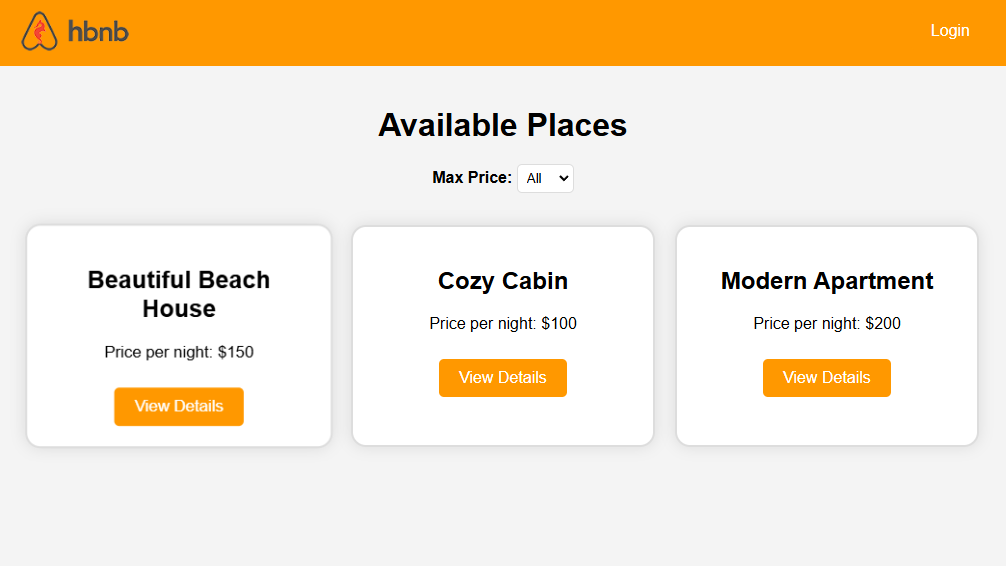 hbnb
Login
Available Places
Max Price: All
Beautiful Beach
House
Price per night: $150
View Details
Cozy Cabin
Price per night: $100
View Details
Modern Apartment
Price per night: $200
View Details